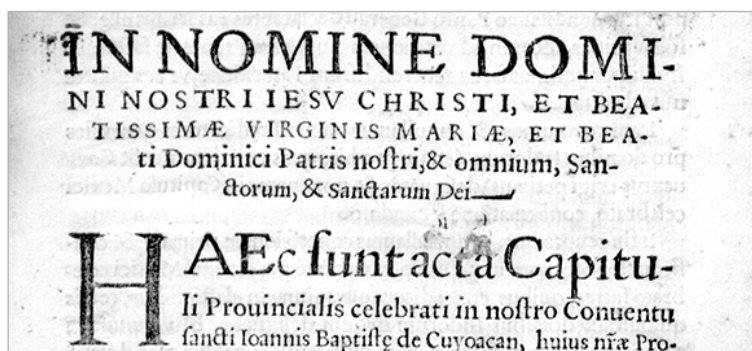 IN NOMINE DOMI-
NI NOSTRI IESV CHRISTI, ET BEA-
TISSIMÆ VIRGINIS MARIÆ, ET BEA-
ti Dominici Patris noſtri, & omnium, San-
ctorum, & Sanctarum Dei
HAEc ſunt acta Capitu-
li Prouincialis celebrati in noſtro Conuentu
ſancti Ioannis Baptiſtę de Cuyoacan, huius nr̃æ Pro-